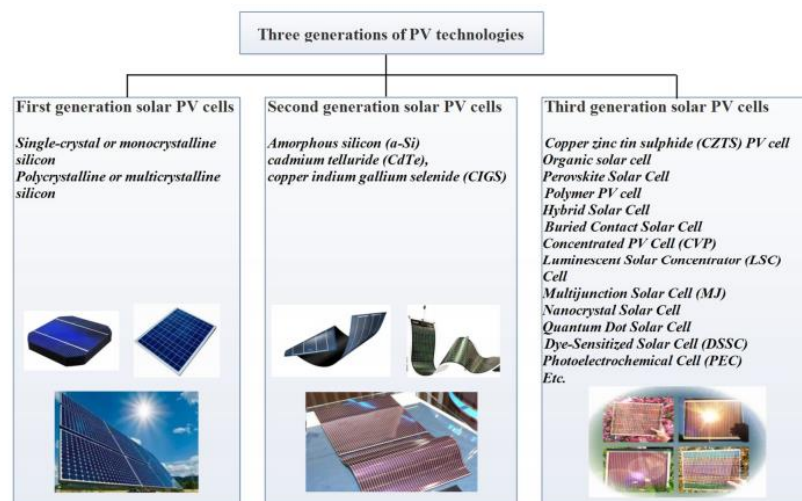 Three generations of PV technologies
First generation solar PV cells
Single-crystal or monocrystalline
silicon
Polycrystalline or multicrystalline
silicon
Second generation solar PV cells
Amorphous silicon (a-Si)
cadmium telluride (CdTe),
copper indium gallium selenide (CIGS)
Third generation solar PV cells
Copper zinc tin sulphide (CZTS) PV cell
Organic solar cell
Perovskite Solar Cell
Polymer PV cell
Hybrid Solar Cell
Buried Contact Solar Cell
Concentrated PV Cell (CVP)
Luminescent Solar Concentrator (LSC)
Cell
Multijunction Solar Cell (MJ)
Nanocrystal Solar Cell
Quantum Dot Solar Cell
Dye-Sensitized Solar Cell (DSSC)
Photoelectrochemical Cell (PEC)
Etc.